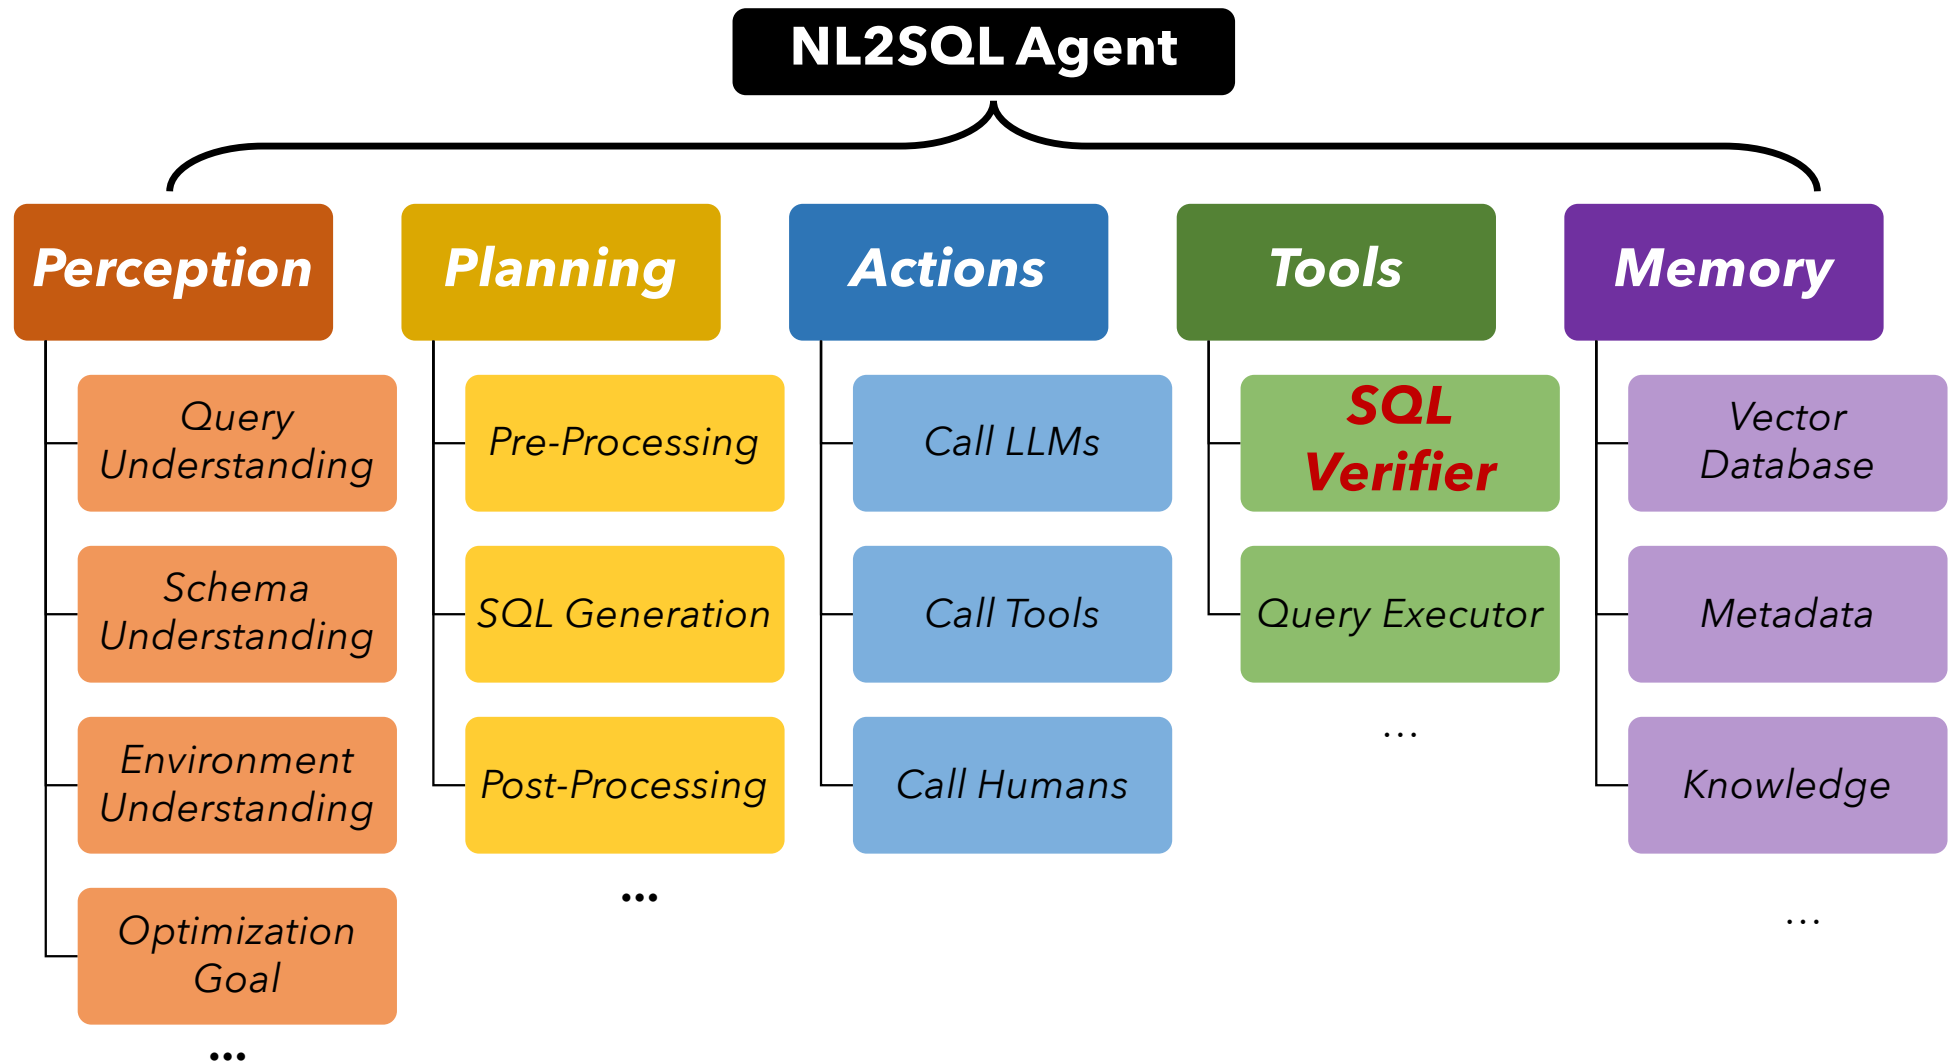 NL2SQL Agent
Perception
Query
Understanding
Schema
Understanding
Environment
Understanding
Optimization
Goal
...
Planning
Pre-Processing
SQL Generation
Post-Processing
...
Actions
Call LLMs
Call Tools
Call Humans
Tools
SQL
Verifier
Query Executor
...
Memory
Vector
Database
Metadata
Knowledge
...